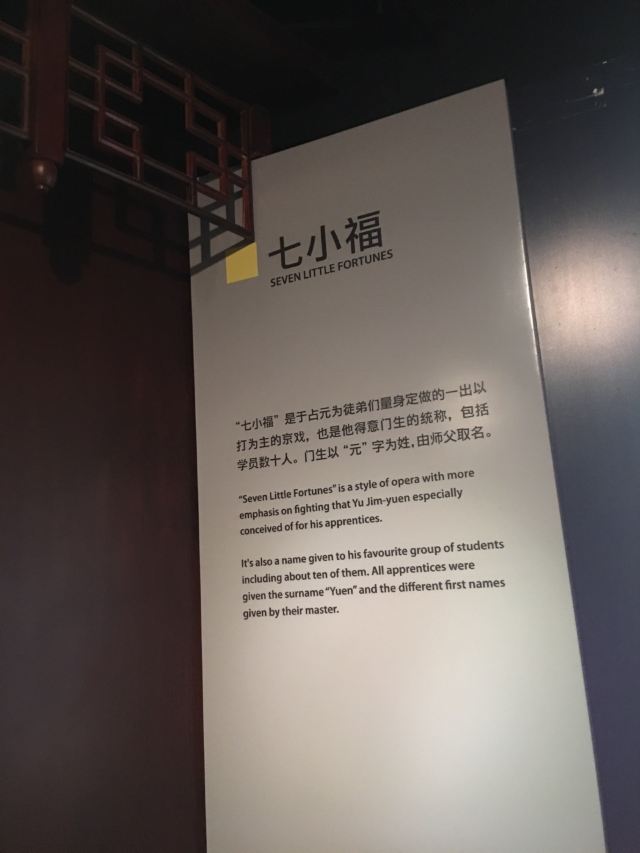 七小福
SEVEN LITTLE FORTUNES
“七小福”是于占元为徒弟们量身定做的一出以
打为主的京戏，也是他得意门生的统称，包括
学员数十人。门生以“元”字为姓，由师父取名。
“Seven Little Fortunes” is a style of opera with more
emphasis on fighting that Yu Jim-yuen especially
conceived of for his apprentices.
It's also a name given to his favourite group of students
including about ten of them. All apprentices were
given the surname “Yuen” and the different first names
given by their master.